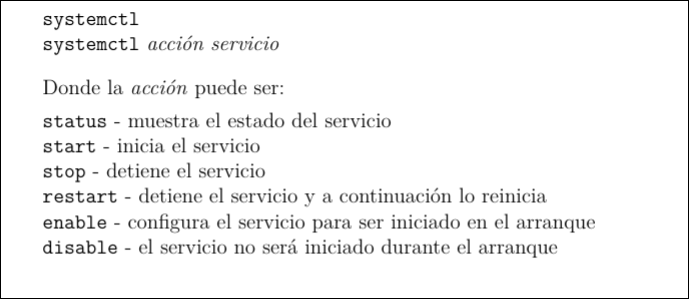 systemctl
systemctl acción servicio
Donde la acción puede ser:
status - muestra el estado del servicio
start - inicia el servicio
stop - detiene el servicio
restart - detiene el servicio y a continuación lo reinicia
enable - configura el servicio para ser iniciado en el arranque
disable - el servicio no será iniciado durante el arranque